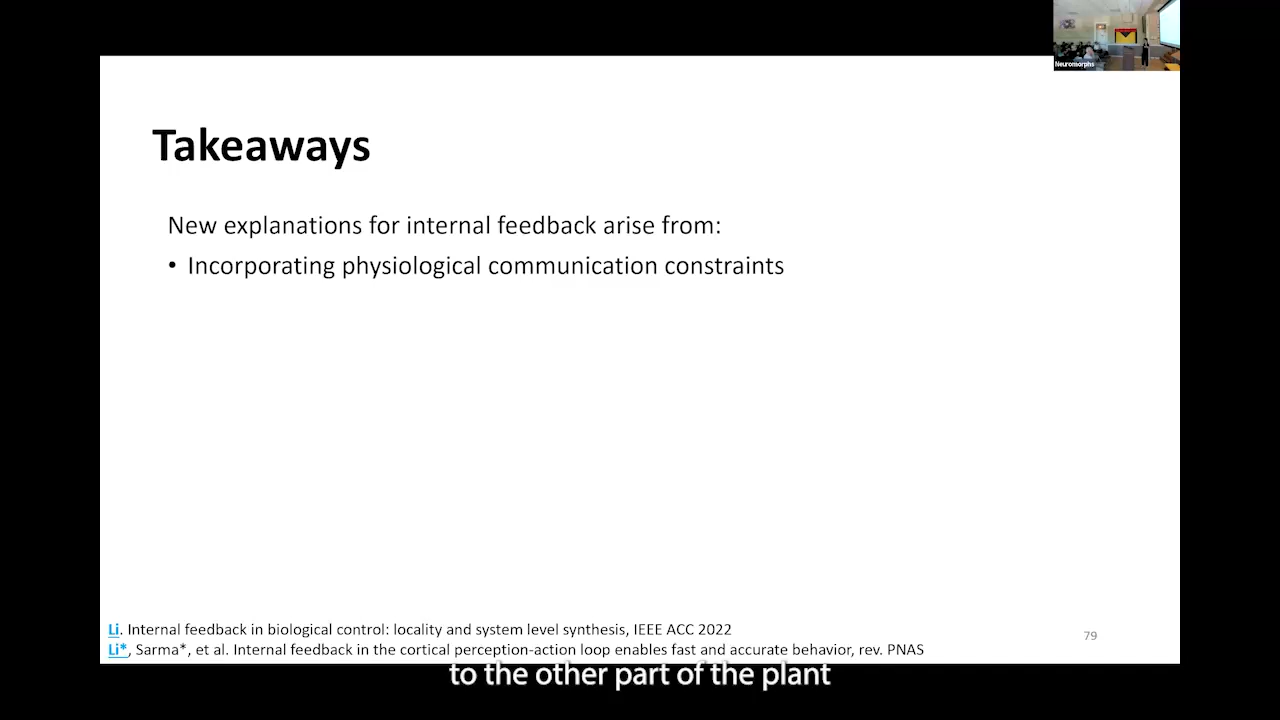 Neuromorphs
Takeaways
New explanations for internal feedback arise from:
• Incorporating physiological communication constraints
Li. Internal feedback in biological control: locality and system level synthesis, IEEE ACC 2022
79
Li*, Sarma*, et al. Internal feedback in the cortical perception-action loop enables fast and accurate behavior, rev. PNAS
to the other part of the plant